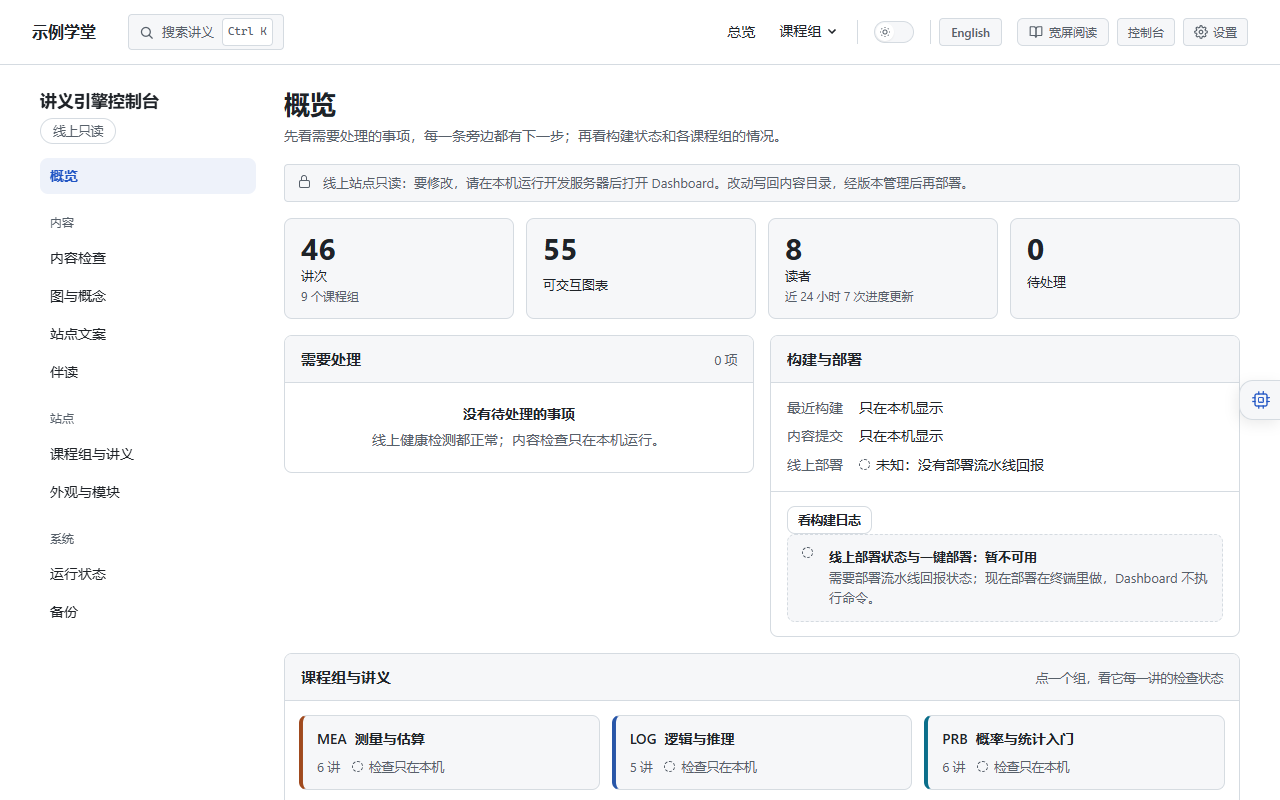 示例学堂
搜索讲义 Ctrl K
总览
课程组
English
宽屏阅读
控制台
设置
讲义引擎控制台
线上只读
概览
内容
内容检查
图与概念
站点文案
伴读
站点
课程组与讲义
外观与模块
系统
运行状态
备份
概览
先看需要处理的事项，每一条旁边都有下一步；再看构建状态和各课程组的情况。
线上站点只读：要修改，请在本机运行开发服务器后打开 Dashboard。改动写回内容目录，经版本管理后再部署。
46
讲次
9 个课程组
55
可交互图表
8
读者
近 24 小时 7 次进度更新
0
待处理
需要处理 0 项
没有待处理的事项
线上健康检测都正常；内容检查只在本机运行。
构建与部署
最近构建 只在本机显示
内容提交 只在本机显示
线上部署 未知：没有部署流水线回报
看构建日志
线上部署状态与一键部署：暂不可用
需要部署流水线回报状态；现在部署在终端里做，Dashboard 不执
行命令。
课程组与讲义 点一个组，看它每一讲的检查状态
MEA 测量与估算
6 讲 检查只在本机
LOG 逻辑与推理
5 讲 检查只在本机
PRB 概率与统计入门
6 讲 检查只在本机